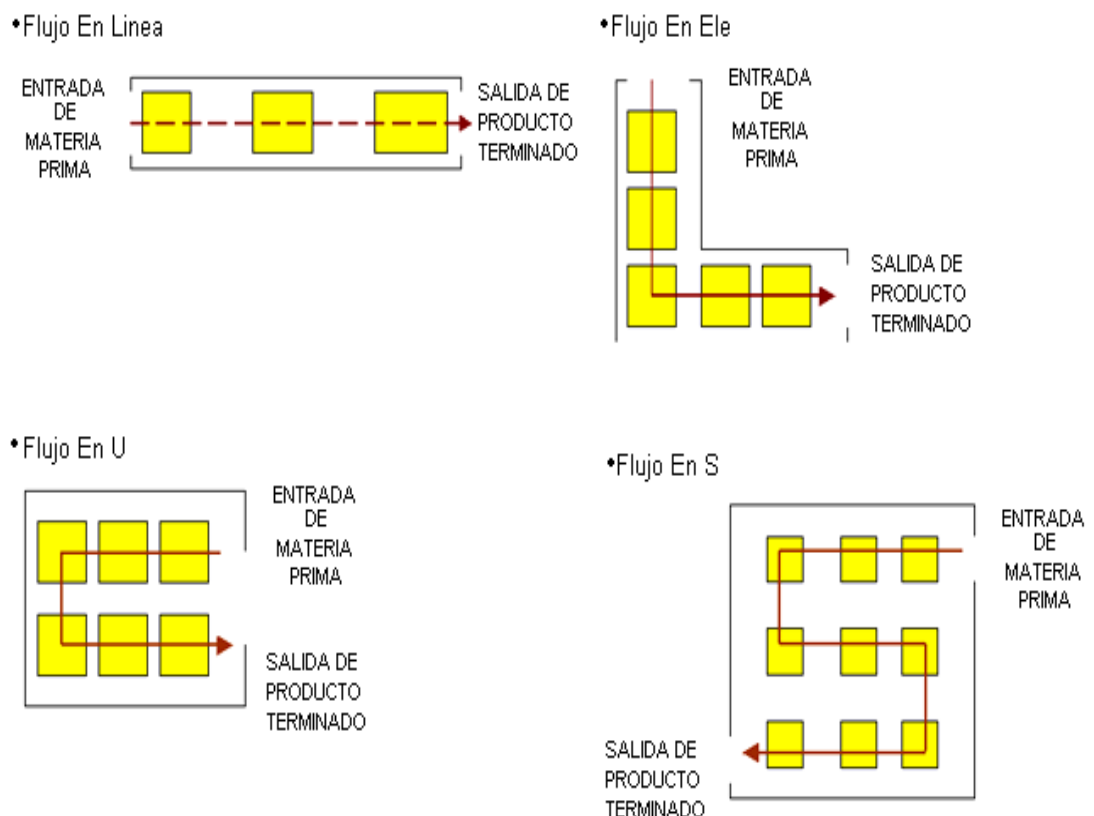 •Flujo En Linea
ENTRADA
DE
MATERIA
PRIMA
SALIDA DE
PRODUCTO
TERMINADO
•Flujo En Ele
ENTRADA
DE
MATERIA
PRIMA
SALIDA DE
PRODUCTO
TERMINADO
•Flujo En U
ENTRADA
DE
MATERIA
PRIMA
SALIDA DE
PRODUCTO
TERMINADO
•Flujo En S
ENTRADA
DE
MATERIA
PRIMA
SALIDA DE
PRODUCTO
TERMINADO